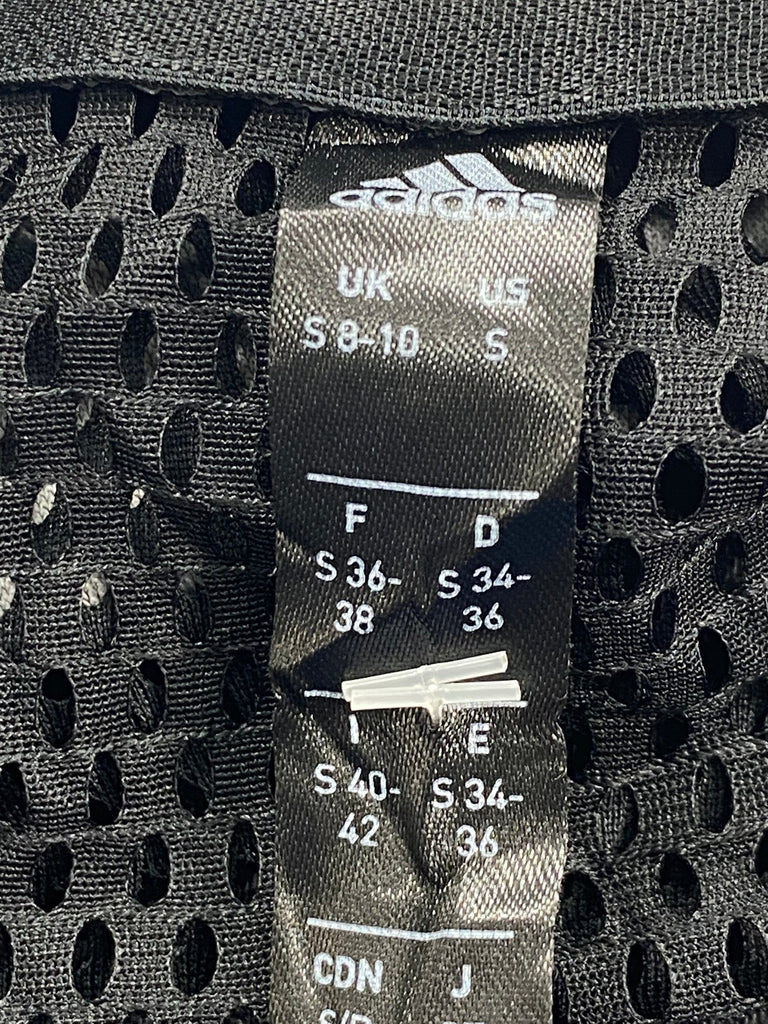 adidas
UK US
S 8-10 S
F D
S 36- S 34-
38 36
I E
S 40- S 34-
42 36
CDN J